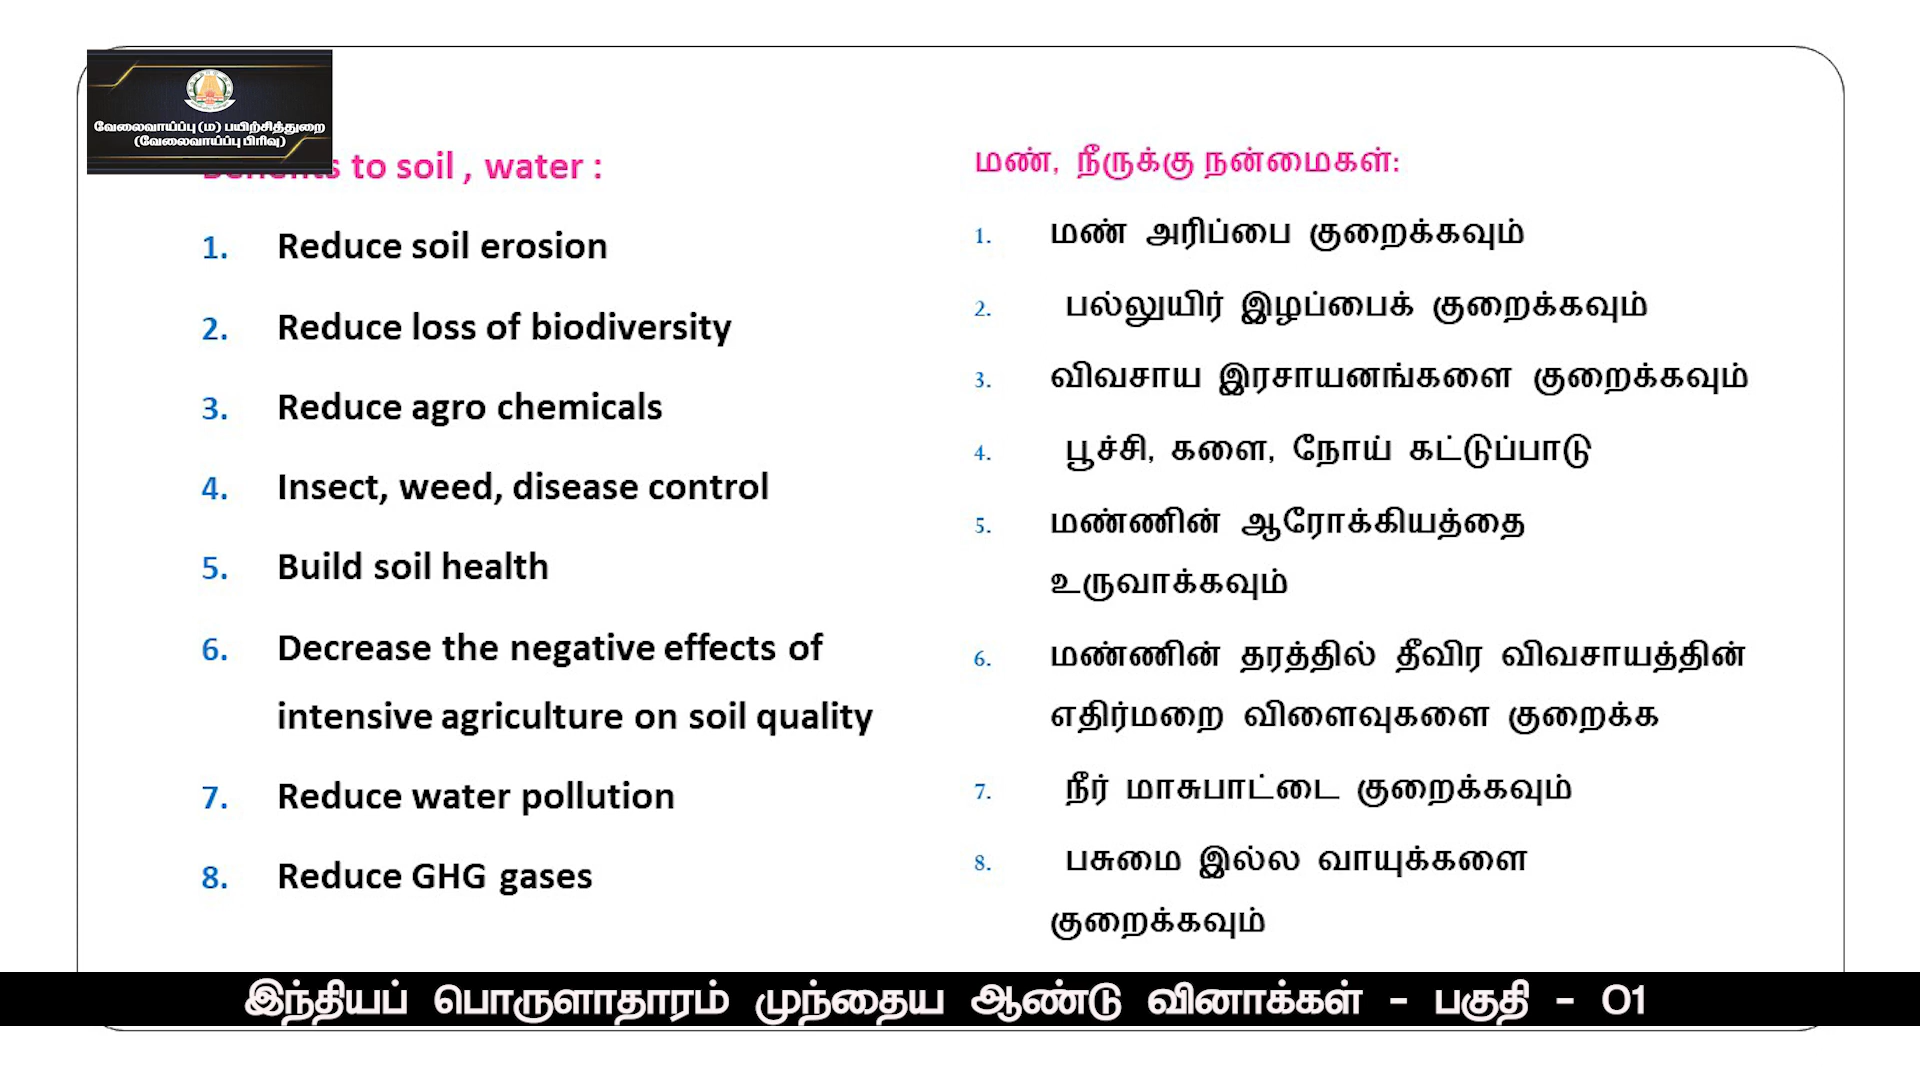 வேலைவாய்ப்பு (ம) பயிற்சித்துறை
(வேலைவாய்ப்பு பிரிவு)
to soil , water :
1. Reduce soil erosion
2. Reduce loss of biodiversity
3. Reduce agro chemicals
4. Insect, weed, disease control
5. Build soil health
6. Decrease the negative effects of
intensive agriculture on soil quality
7. Reduce water pollution
8. Reduce GHG gases
மண், நீருக்கு நன்மைகள்:
1. மண் அரிப்பை குறைக்கவும்
2. பல்லுயிர் இழப்பைக் குறைக்கவும்
3. விவசாய இரசாயனங்களை குறைக்கவும்
4. பூச்சி, களை, நோய் கட்டுப்பாடு
5. மண்ணின் ஆரோக்கியத்தை
உருவாக்கவும்
6. மண்ணின் தரத்தில் தீவிர விவசாயத்தின்
எதிர்மறை விளைவுகளை குறைக்க
7. நீர் மாசுபாட்டை குறைக்கவும்
8. பசுமை இல்ல வாயுக்களை
குறைக்கவும்
இந்தியப் பொருளாதாரம் முந்தைய ஆண்டு வினாக்கள் - பகுதி - 01